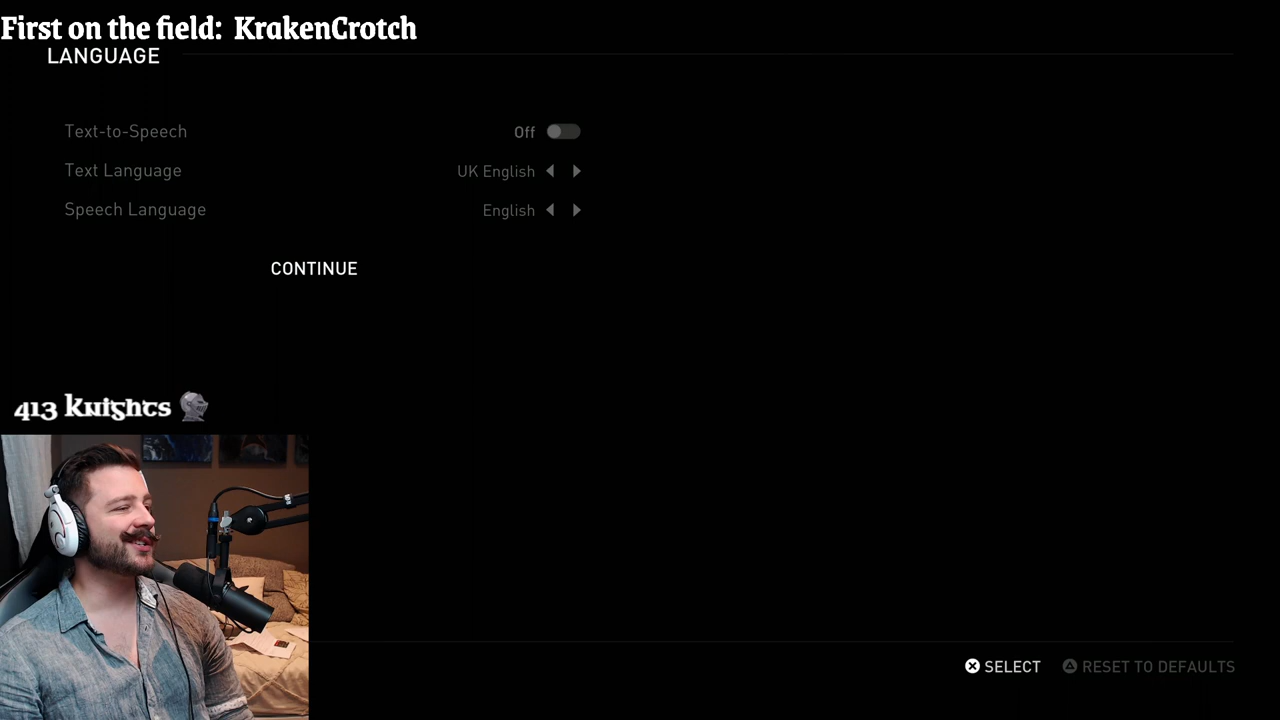 First on the field: KrakenCrotch
LANGUAGE
Text-to-Speech Off
Text Language UK English
Speech Language English
CONTINUE
413 knights
SELECT RESET TO DEFAULTS